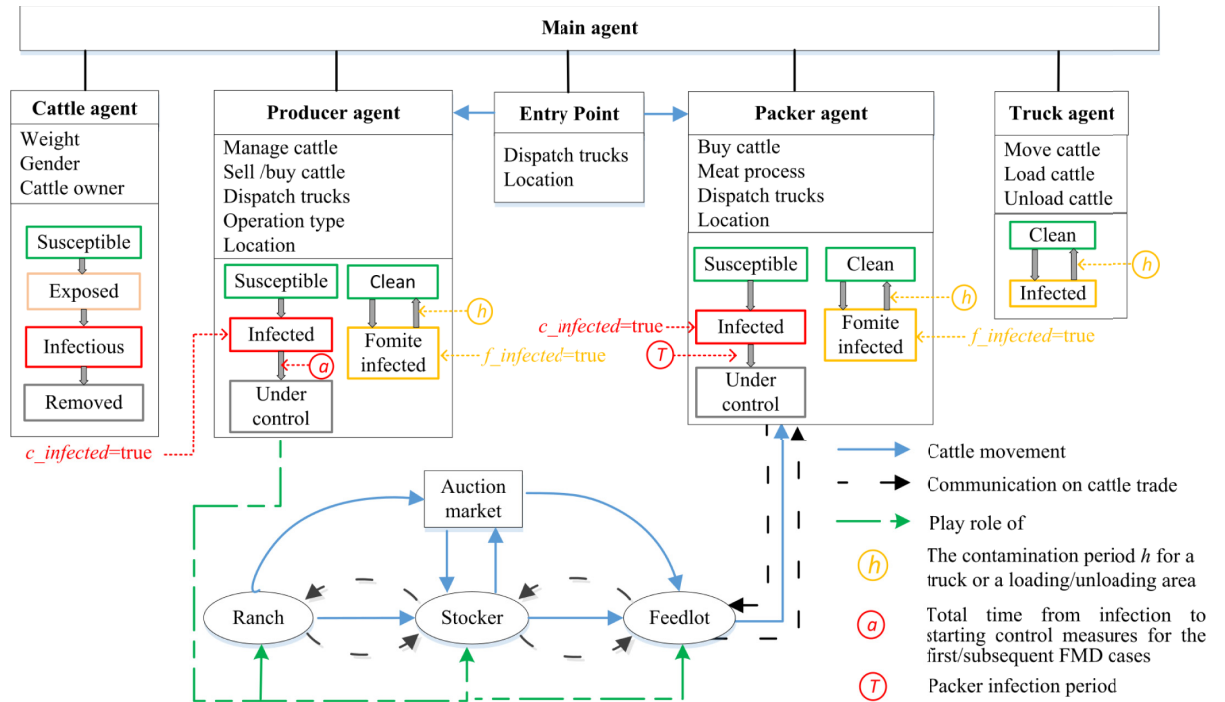 Main agent
Cattle agent
Weight
Gender
Cattle owner
Susceptible
Exposed
Infectious
Removed
c_infected=true
Producer agent
Manage cattle
Sell /buy cattle
Dispatch trucks
Operation type
Location
Susceptible
Infected
a
Under
control
Clean
h
Fomite
infected
f_infected=true
Entry Point
Dispatch trucks
Location
Packer agent
Buy cattle
Meat process
Dispatch trucks
Location
Susceptible
c_infected=true
Infected
T
Under
control
Clean
h
Fomite
infected
f_infected=true
Truck agent
Move cattle
Load cattle
Unload cattle
Clean
h
Infected
Auction
market
Ranch
Stocker
Feedlot
Cattle movement
Communication on cattle trade
Play role of
h
The contamination period h for a
truck or a loading/unloading area
a
Total time from infection to
starting control measures for the
first/subsequent FMD cases
T
Packer infection period